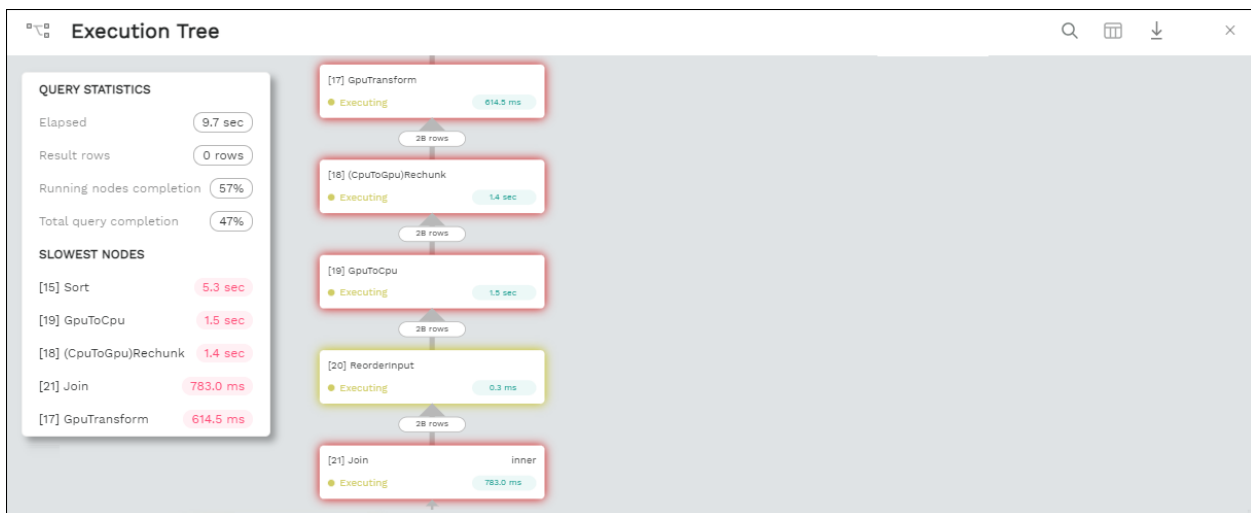 Execution Tree
QUERY STATISTICS
Elapsed 9.7 sec
Result rows 0 rows
Running nodes completion 57%
Total query completion 47%
SLOWEST NODES
[15] Sort 5.3 sec
[19] GpuToCpu 1.5 sec
[18] (CpuToGpu)Rechunk 1.4 sec
[21] Join 783.0 ms
[17] GpuTransform 614.5 ms
[17] GpuTransform
Executing 614.5 ms
2B rows
[18] (CpuToGpu)Rechunk
Executing 1.4 sec
2B rows
[19] GpuToCpu
Executing 1.5 sec
2B rows
[20] ReorderInput
Executing 0.3 ms
2B rows
[21] Join inner
Executing 783.0 ms